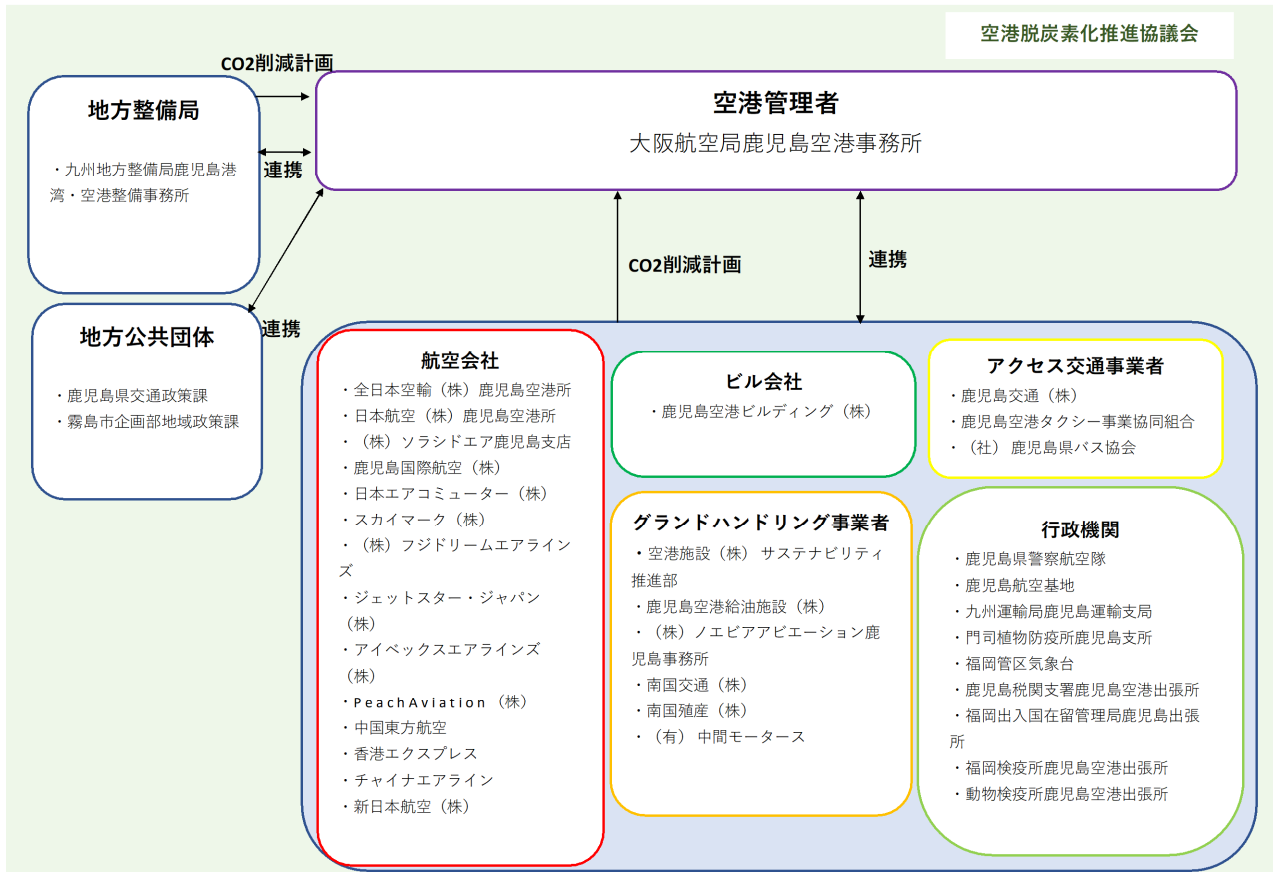 空港脱炭素化推進協議会
CO2削減計画
地方整備局
・九州地方整備局鹿児島港
湾・空港整備事務所
空港管理者
大阪航空局鹿児島空港事務所
連携
地方公共団体
・鹿児島県交通政策課
・霧島市企画部地域政策課
連携
CO2削減計画
連携
航空会社
・全日本空輸（株）鹿児島空港所
・日本航空（株）鹿児島空港所
・（株）ソラシドエア鹿児島支店
・鹿児島国際航空（株）
・日本エアコミューター（株）
・スカイマーク（株）
・（株）フジドリームエアライン
ズ
・ジェットスター・ジャパン
（株）
・アイベックスエアラインズ
（株）
・PeachAviation（株）
・中国東方航空
・香港エクスプレス
・チャイナエアライン
・新日本航空（株）
ビル会社
・鹿児島空港ビルディング（株）
グランドハンドリング事業者
・空港施設（株） サステナビリティ
推進部
・鹿児島空港給油施設（株）
・（株）ノエビアアビエーション鹿
児島事務所
・南国交通（株）
・南国殖産（株）
・（有） 中間モータース
アクセス交通事業者
・鹿児島交通（株）
・鹿児島空港タクシー事業協同組合
・（社） 鹿児島県バス協会
行政機関
・鹿児島県警察航空隊
・鹿児島航空基地
・九州運輸局鹿児島運輸支局
・門司植物防疫所鹿児島支所
・福岡管区気象台
・鹿児島税関支署鹿児島空港出張所
・福岡出入国在留管理局鹿児島出張
所
・福岡検疫所鹿児島空港出張所
・動物検疫所鹿児島空港出張所